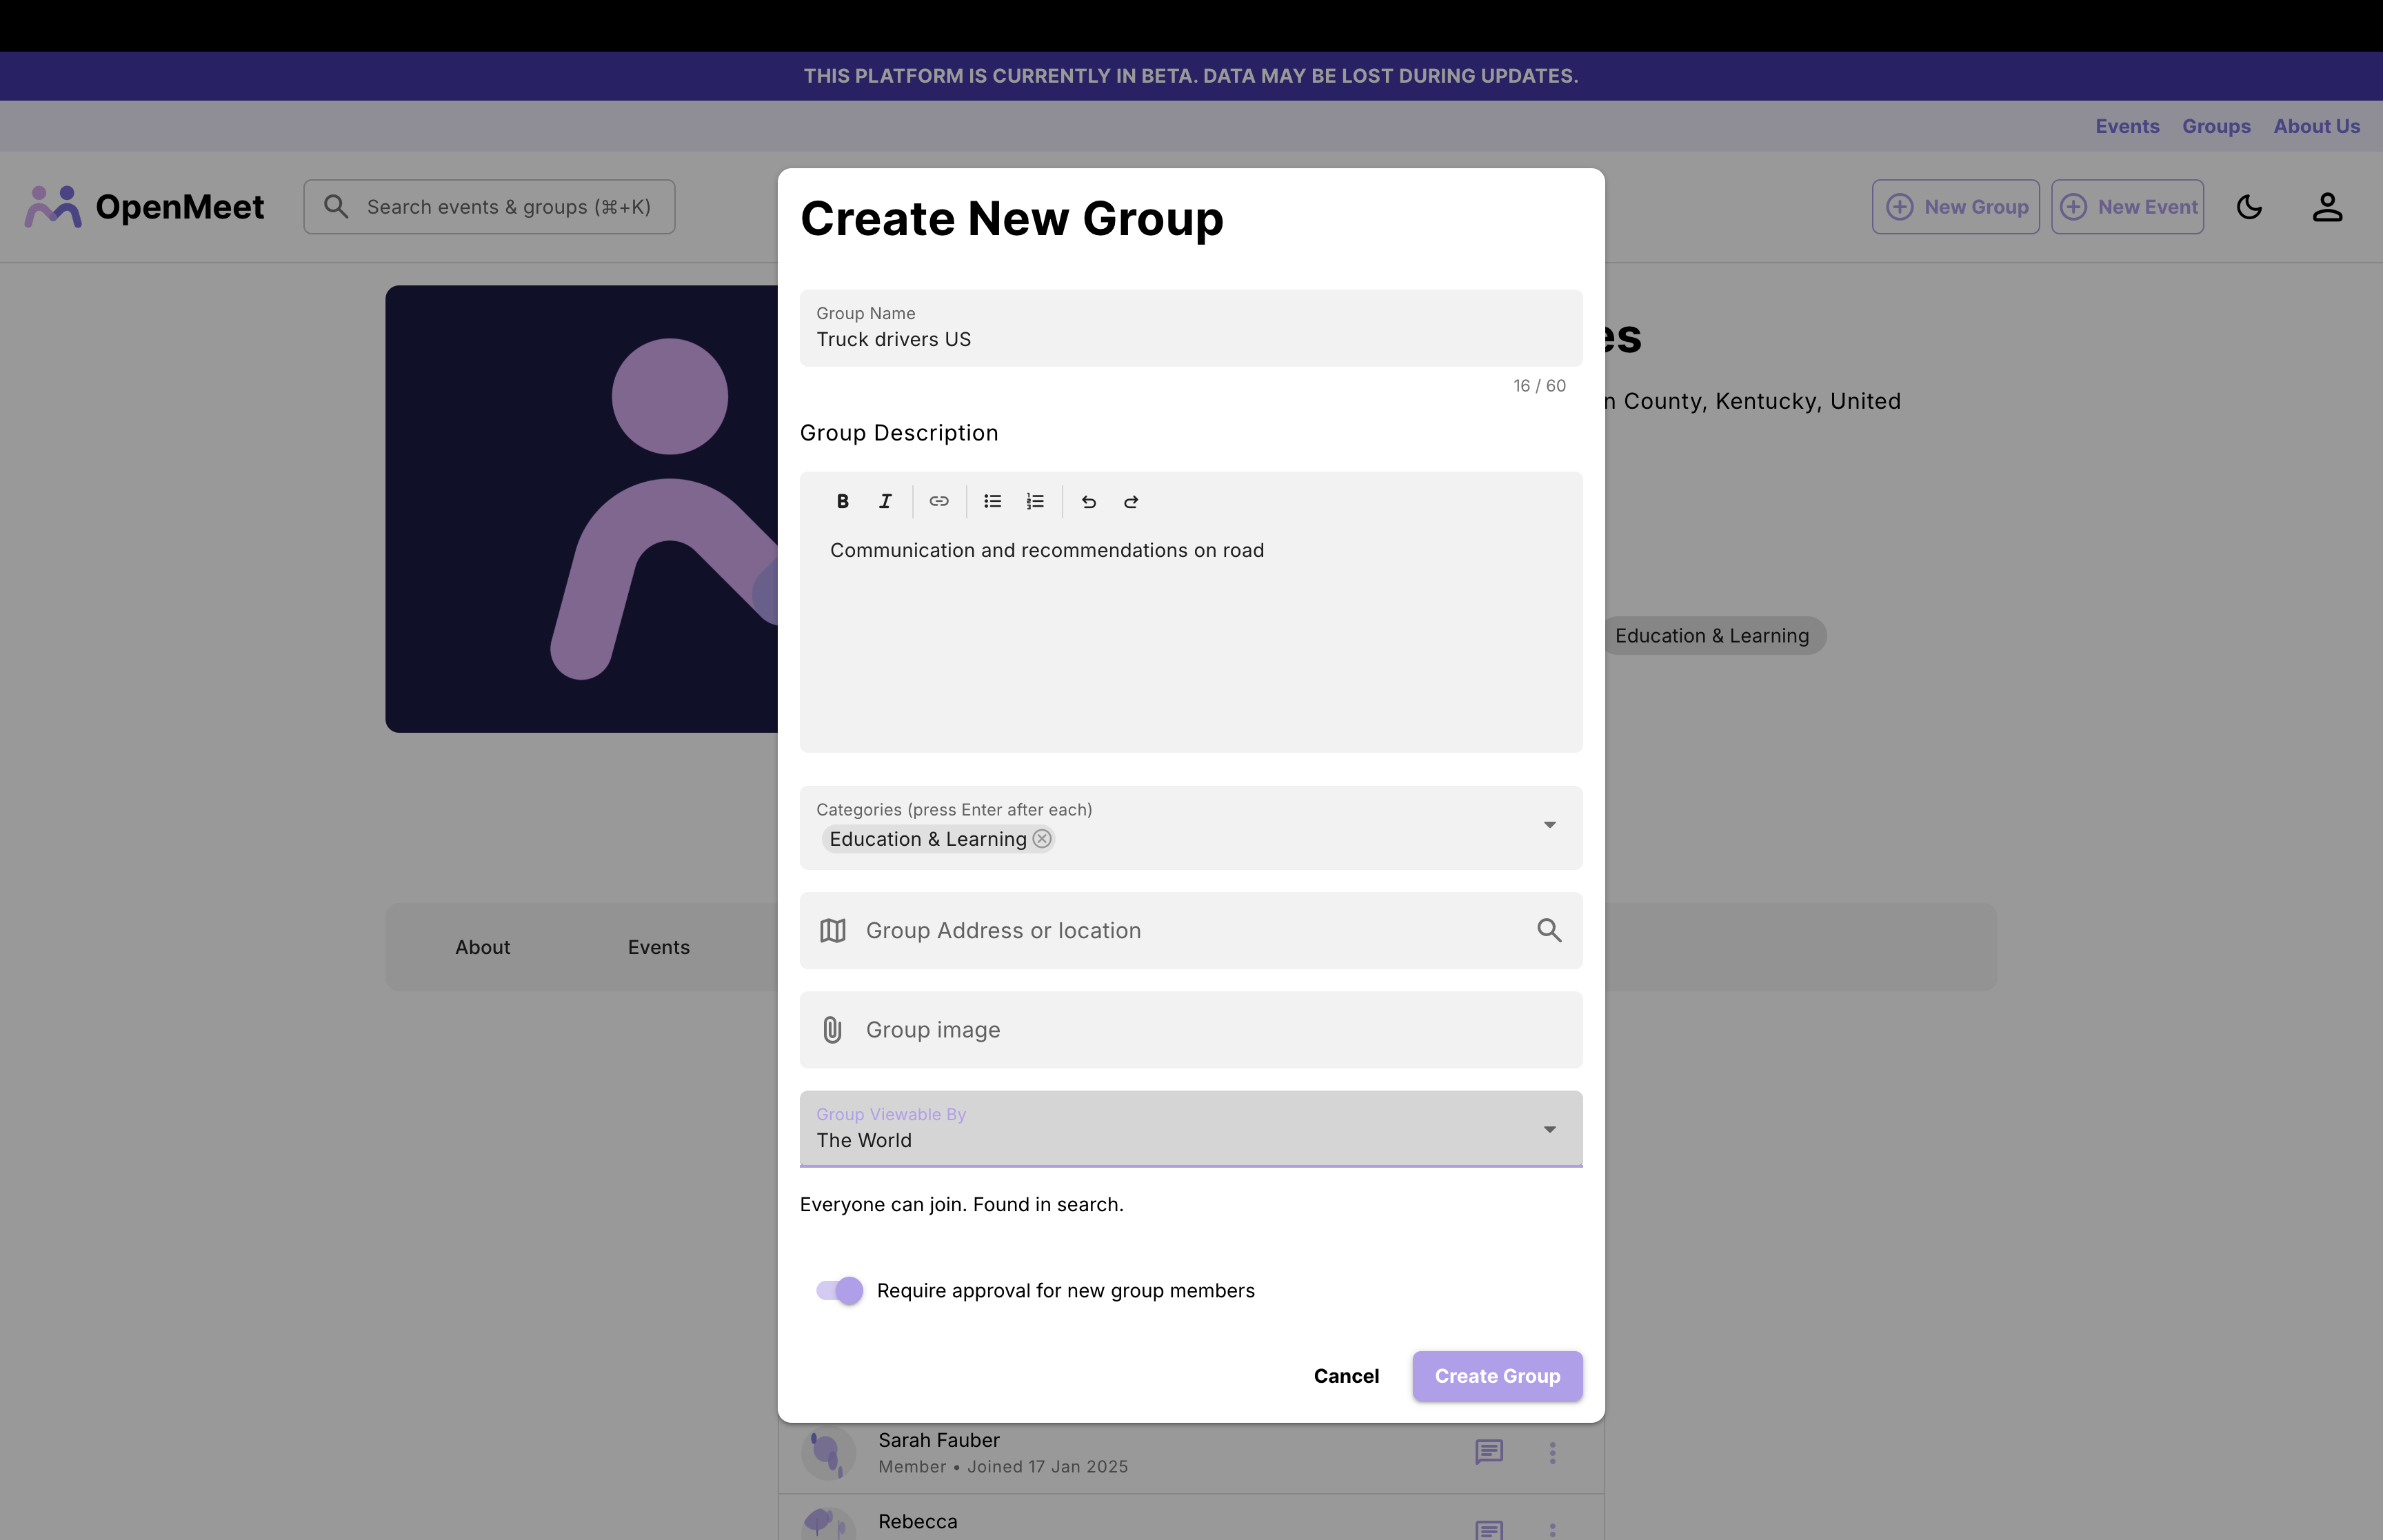 THIS PLATFORM IS CURRENTLY IN BETA. DATA MAY BE LOST DURING UPDATES.
Events Groups About Us
OpenMeet
Search events & groups (⌘+K)
New Group
New Event
Create New Group
Group Name
Truck drivers US
16 / 60
es
n County, Kentucky, United
Group Description
B I
Communication and recommendations on road
Education & Learning
Categories (press Enter after each)
Education & Learning
Group Address or location
About Events
Group image
Group Viewable By
The World
Everyone can join. Found in search.
Require approval for new group members
Cancel Create Group
Sarah Fauber
Member • Joined 17 Jan 2025
Rebecca